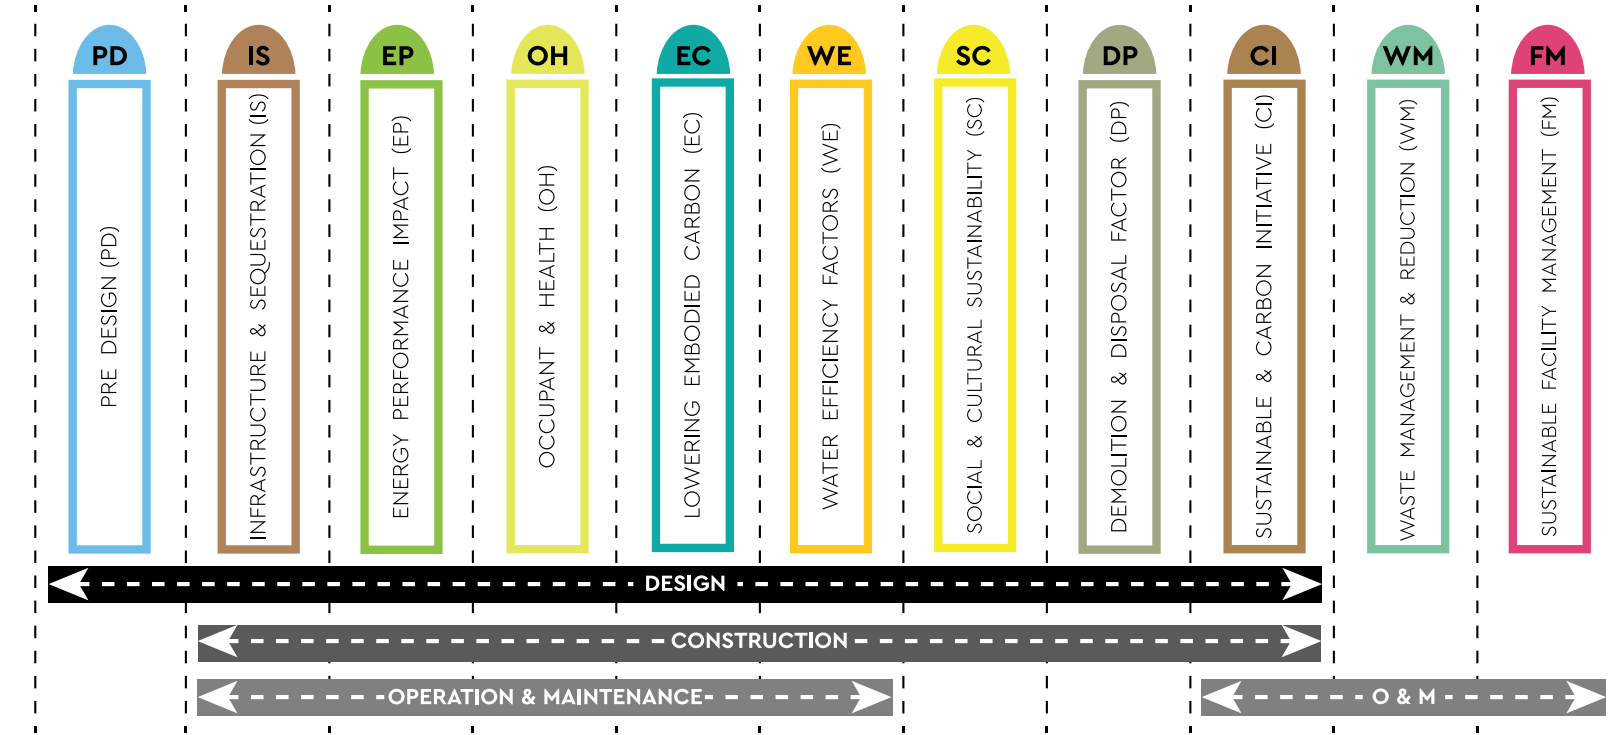 PD
IS
EP
OH
EC
WE
SC
DP
CI
WM
FM
PRE DESIGN (PD)
INFRASTRUCTURE & SEQUESTRATION (IS)
ENERGY PERFORMANCE IMPACT (EP)
OCCUPANT & HEALTH (OH)
LOWERING EMBODIED CARBON (EC)
WATER EFFICIENCY FACTORS (WE)
SOCIAL & CULTURAL SUSTAINABILITY (SC)
DEMOLITION & DISPOSAL FACTOR (DP)
SUSTAINABLE & CARBON INITIATIVE (CI)
WASTE MANAGEMENT & REDUCTION (WM)
SUSTAINABLE FACILITY MANAGEMENT (FM)
DESIGN
CONSTRUCTION
OPERATION & MAINTENANCE
O & M